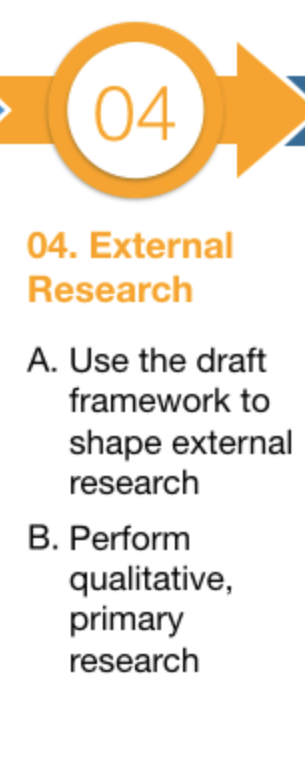 04
04. External
Research
A. Use the draft
framework to
shape external
research
B. Perform
qualitative,
primary
research